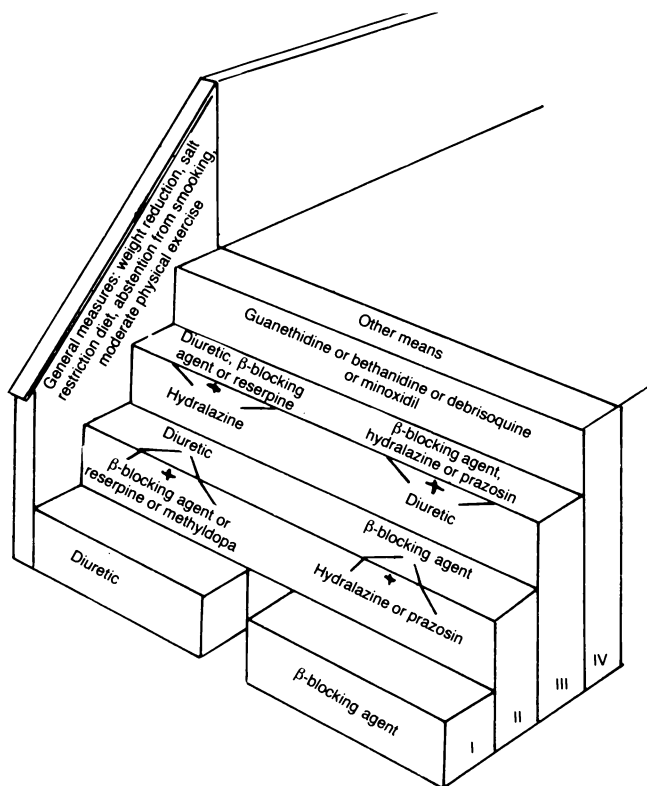 General measures: weight reduction, salt
restriction diet, abstention from smooking,
moderate physical exercise
Other means
Guanethidine or bethanidine or debrisoquine
or minoxidil
Diuretic, β-blocking
agent or reserpine
+
Hydralazine
β-blocking agent,
hydralazine or prazosin
+
Diuretic
Diuretic
+
β-blocking agent or
reserpine or methyldopa
β-blocking agent
+
Hydralazine or prazosin
Diuretic
β-blocking agent
I
II
III
IV